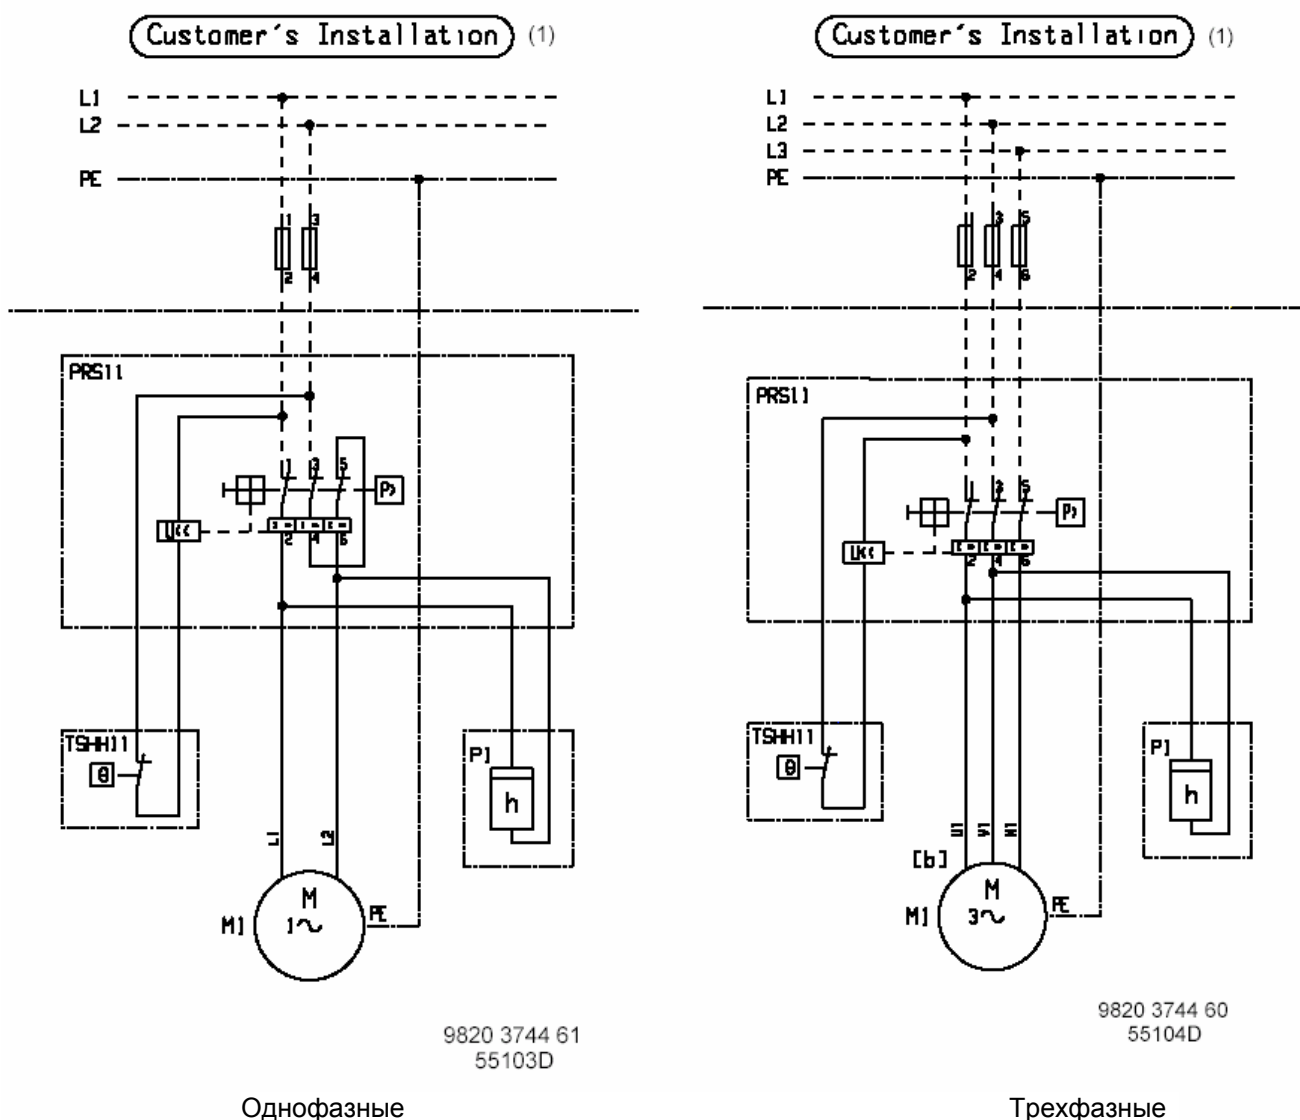 Customer´s Installation (1)
L1
L2
PE
1 3
2 4
PRS11
1 3 5
P>
U<<
2 4 6
TSHH11
θ
P1
h
L1 L2
M
1~
M1
PE
9820 3744 61
55103D
Однофазные
Customer´s Installation (1)
L1
L2
L3
PE
1 3 5
2 4 6
PRS11
1 3 5
P>
U<<
2 4 6
TSHH11
θ
P1
h
U1 V1 W1
[b]
M
3~
M1
PE
9820 3744 60
55104D
Трехфазные